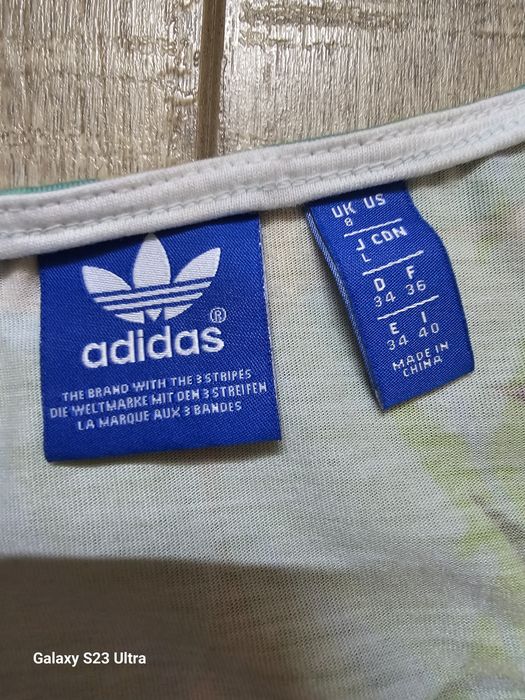 adidas®
THE BRAND WITH THE 3 STRIPES
DIE WELTMARKE MIT DEN 3 STREIFEN
LA MARQUE AUX 3 BANDES
UK US
8
J CDN
L
D F
34 36
E I
34 40
MADE IN
CHINA
Galaxy S23 Ultra